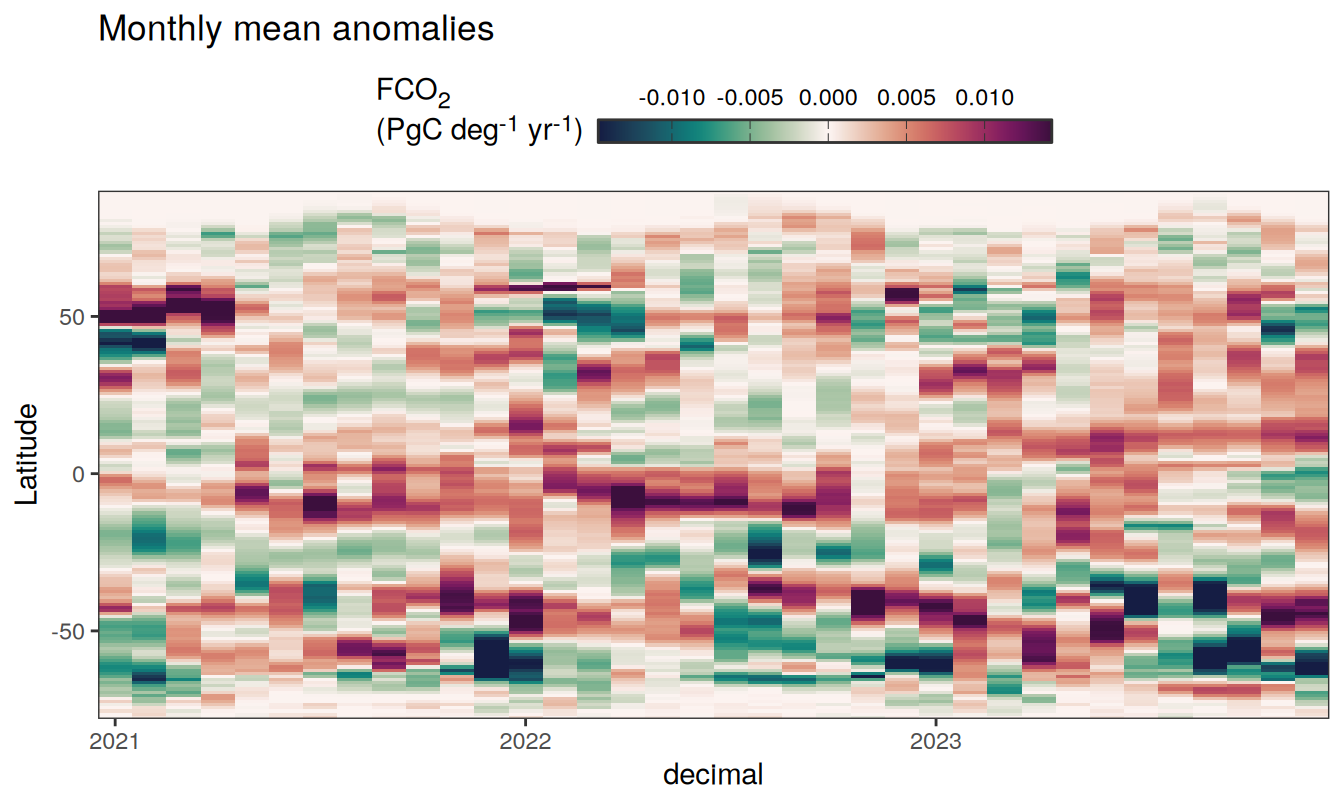 Monthly mean anomalies
FCO₂
(PgC deg⁻¹ yr⁻¹)
-0.010 -0.005 0.000 0.005 0.010
Latitude
50
0
-50
2021 2022 2023
decimal